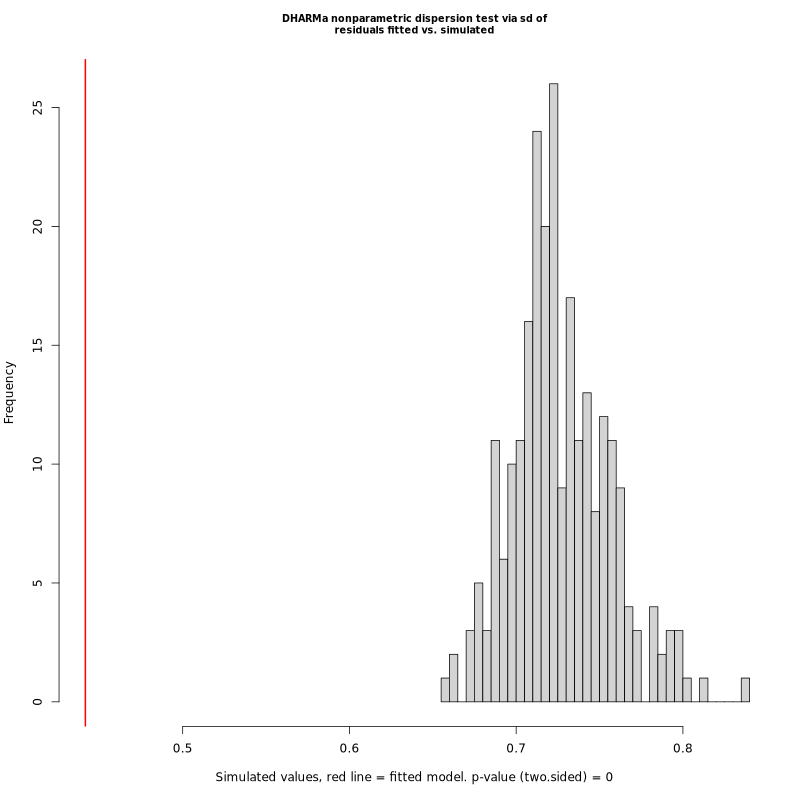 DHARMa nonparametric dispersion test via sd of
residuals fitted vs. simulated
Frequency
25
20
15
10
5
0
0.5 0.6 0.7 0.8
Simulated values, red line = fitted model. p-value (two.sided) = 0